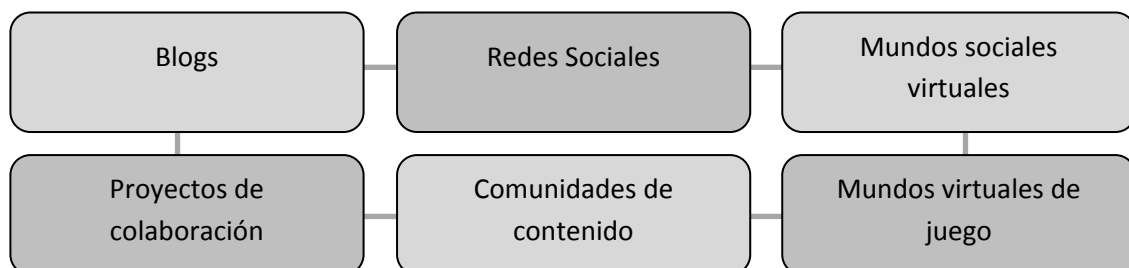 Blogs
Redes Sociales
Mundos sociales
virtuales
Proyectos de
colaboración
Comunidades de
contenido
Mundos virtuales de
juego